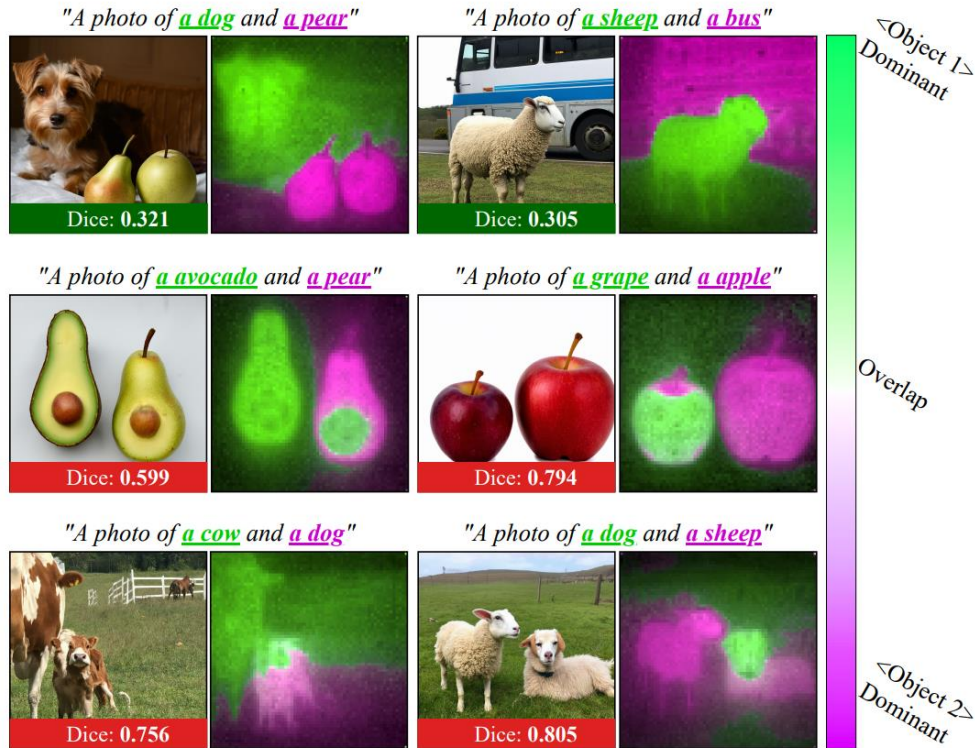 "A photo of a dog and a pear"
"A photo of a sheep and a bus"
Dice: 0.321
Dice: 0.305
"A photo of a avocado and a pear"
"A photo of a grape and a apple"
Dice: 0.599
Dice: 0.794
"A photo of a cow and a dog"
"A photo of a dog and a sheep"
Dice: 0.756
Dice: 0.805
<Object 1>
Dominant
Overlap
<Object 2>
Dominant